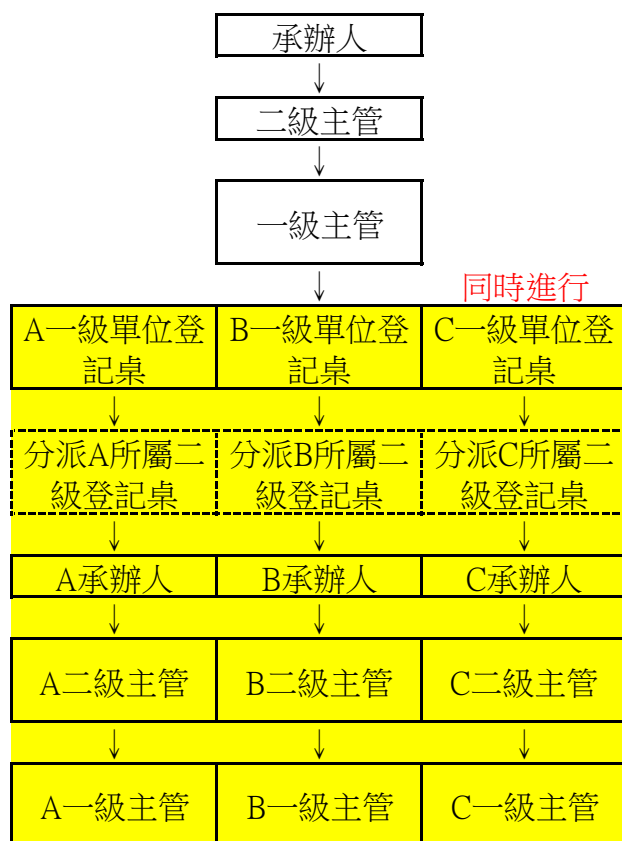 承辦人
↓
二級主管
↓
一級主管
↓
同時進行
A一級單位登記桌
B一級單位登記桌
C一級單位登記桌
↓ ↓ ↓
分派A所屬二級登記桌
分派B所屬二級登記桌
分派C所屬二級登記桌
↓ ↓ ↓
A承辦人 B承辦人 C承辦人
↓ ↓ ↓
A二級主管 B二級主管 C二級主管
↓ ↓ ↓
A一級主管 B一級主管 C一級主管